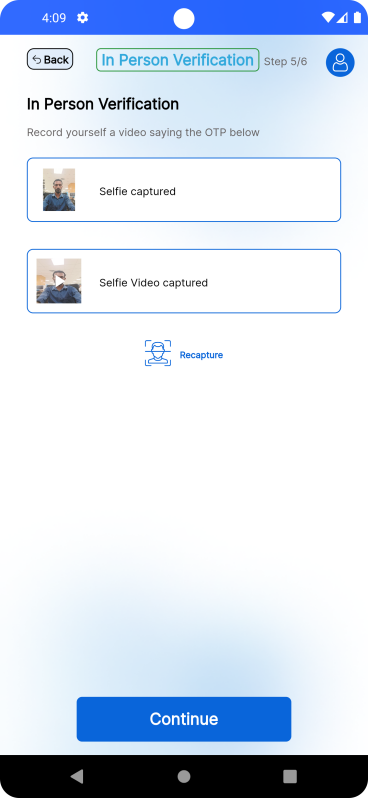 4:09
Back
In Person Verification
Step 5/6
In Person Verification
Record yourself a video saying the OTP below
Selfie captured
Selfie Video captured
Recapture
Continue